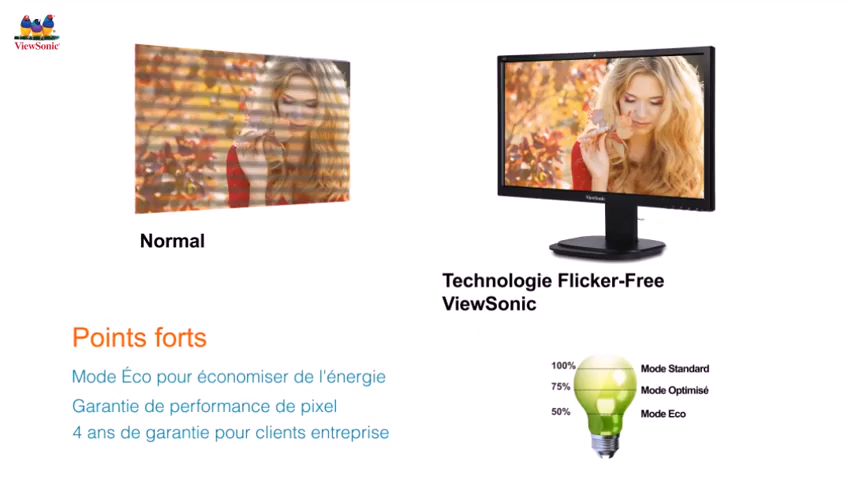 ViewSonic
Normal
Technologie Flicker-Free
ViewSonic
Points forts
Mode Éco pour économiser de l'énergie
Garantie de performance de pixel
4 ans de garantie pour clients entreprise
100% Mode Standard
75% Mode Optimisé
50% Mode Eco